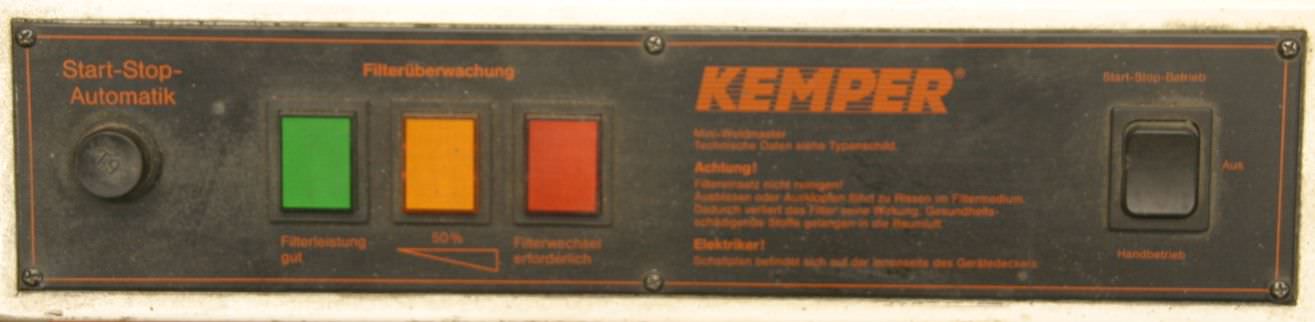 Start-Stop-
Automatik
Filterüberwachung
Filterleistung
gut
50%
Filterwechsel
erforderlich
KEMPER®
Mini-Weldmaster
Technische Daten siehe Typenschild.
Achtung!
Filtereinsatz nicht reinigen!
Ausblasen oder Ausklopfen führt zu Rissen im Filtermedium.
Dadurch verliert das Filter seine Wirkung. Gesundheits-
schädigende Stoffe gelangen in die Raumluft.
Elektriker!
Schaltplan befindet sich auf der Innenseite des Gerätedeckels
Start-Stop-Betrieb
Aus
Handbetrieb